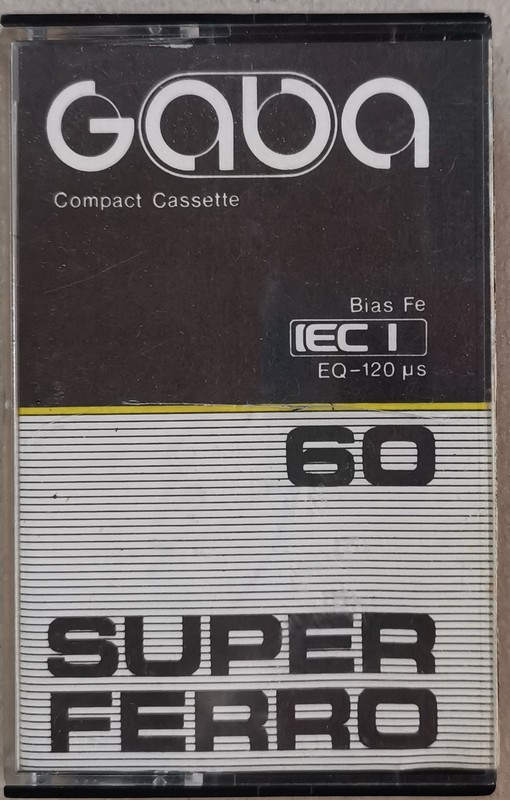 Gaba
Compact Cassette
Bias Fe
IEC I
EQ-120 µs
60
SUPER
FERRO